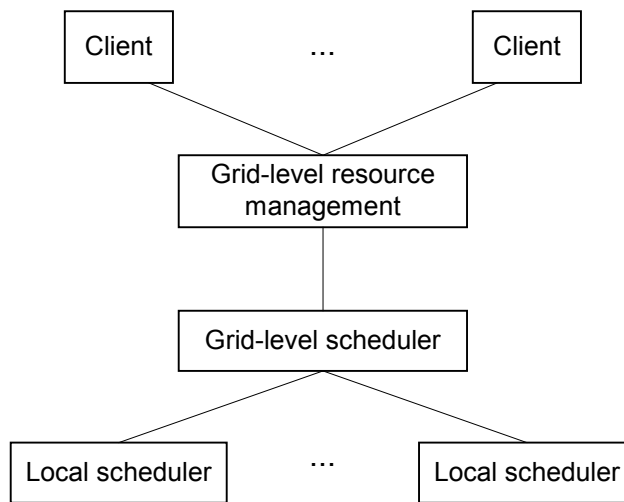 Client ... Client
Grid-level resource
management
Grid-level scheduler
Local scheduler ... Local scheduler